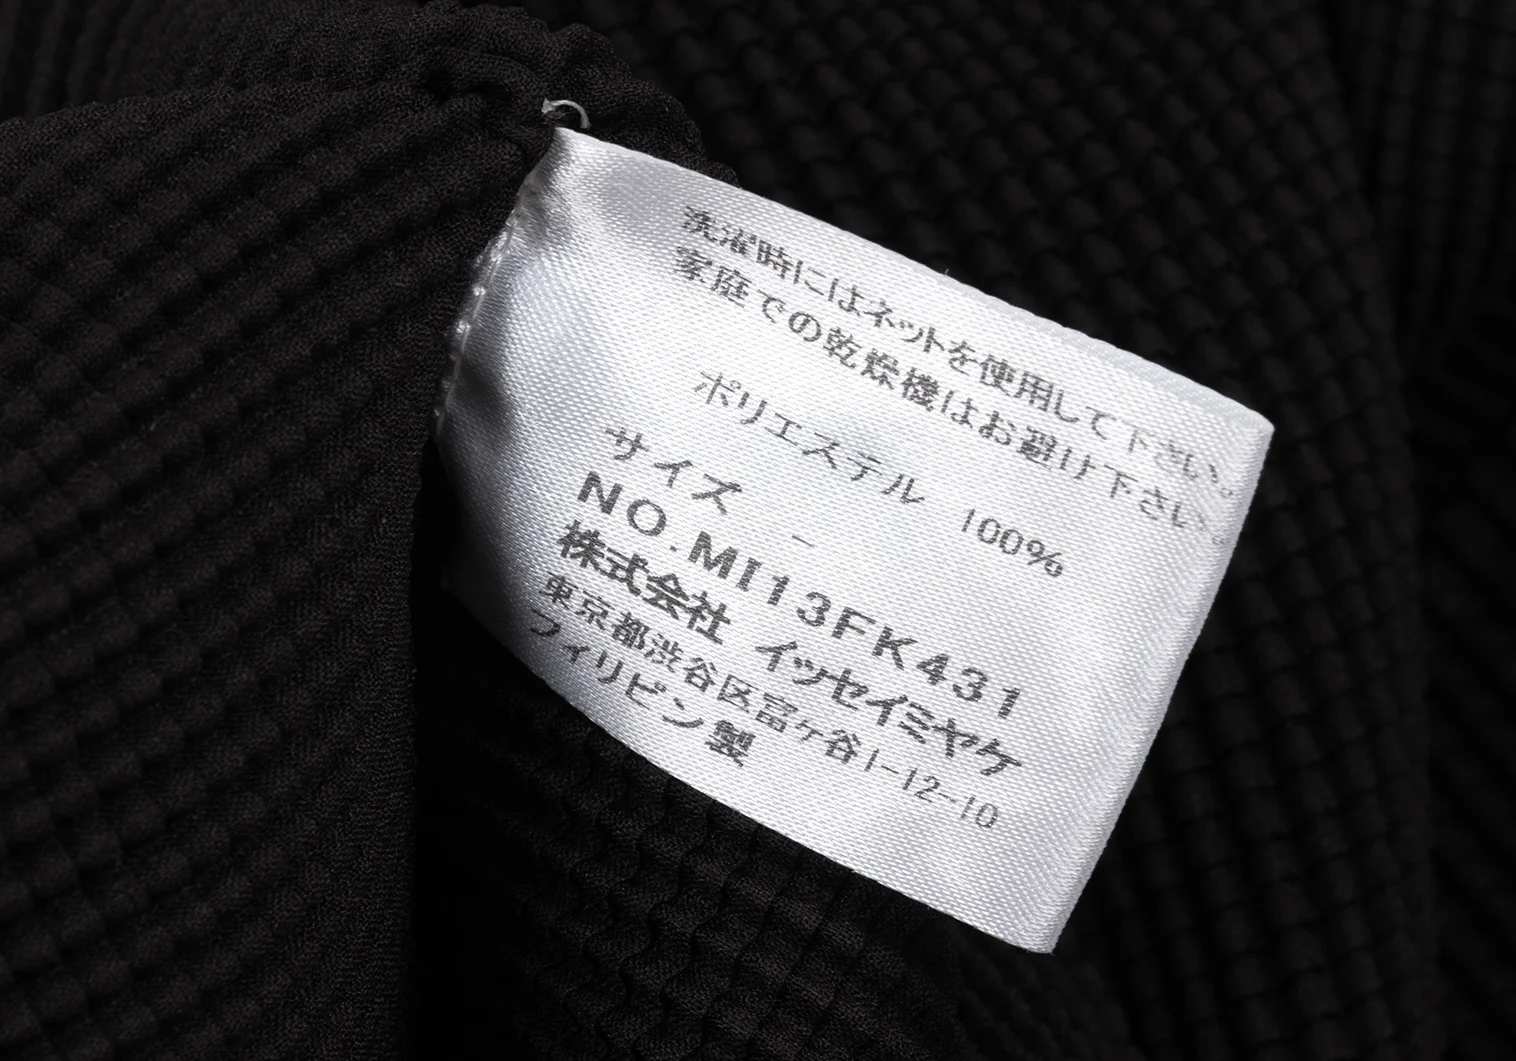 洗濯時にはネットを使用して下さい。
家庭での乾燥機はお避け下さい。
ポリエステル 100%
サイズ -
NO.MI13FK431
株式会社 イッセイミヤケ
東京都渋谷区富ヶ谷1-12-10
フィリピン製